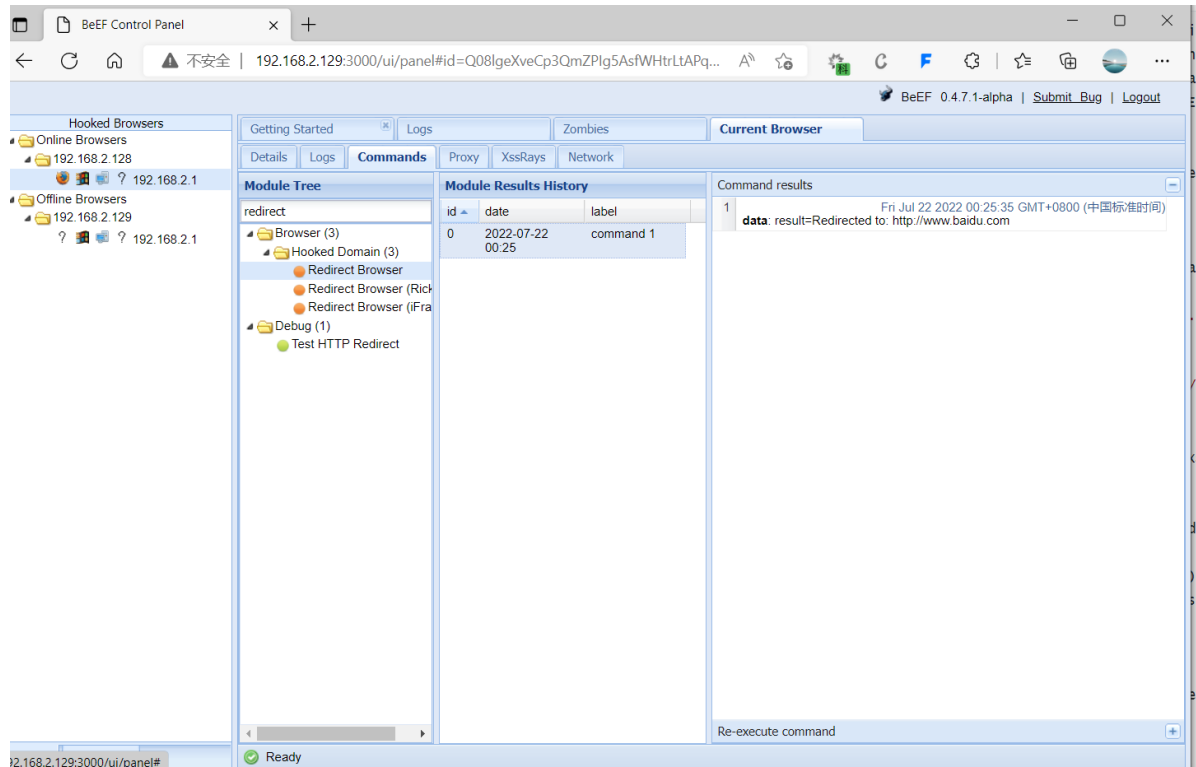 BeEF Control Panel
不安全 | 192.168.2.129:3000/ui/panel#id=Q08lgeXveCp3QmZPlg5AsfWHtrLtAPq...
BeEF 0.4.7.1-alpha | Submit Bug | Logout
Hooked Browsers
Online Browsers
192.168.2.128
? 192.168.2.1
Offline Browsers
192.168.2.129
? ? 192.168.2.1
Getting Started
Logs
Zombies
Current Browser
Details
Logs
Commands
Proxy
XssRays
Network
Module Tree
redirect
Browser (3)
Hooked Domain (3)
Redirect Browser
Redirect Browser (Rick
Redirect Browser (iFra
Debug (1)
Test HTTP Redirect
Module Results History
id date label
0 2022-07-22 command 1
00:25
Command results
1 Fri Jul 22 2022 00:25:35 GMT+0800 (中国标准时间)
data: result=Redirected to: http://www.baidu.com
Re-execute command
Ready
92.168.2.129:3000/ui/panel#